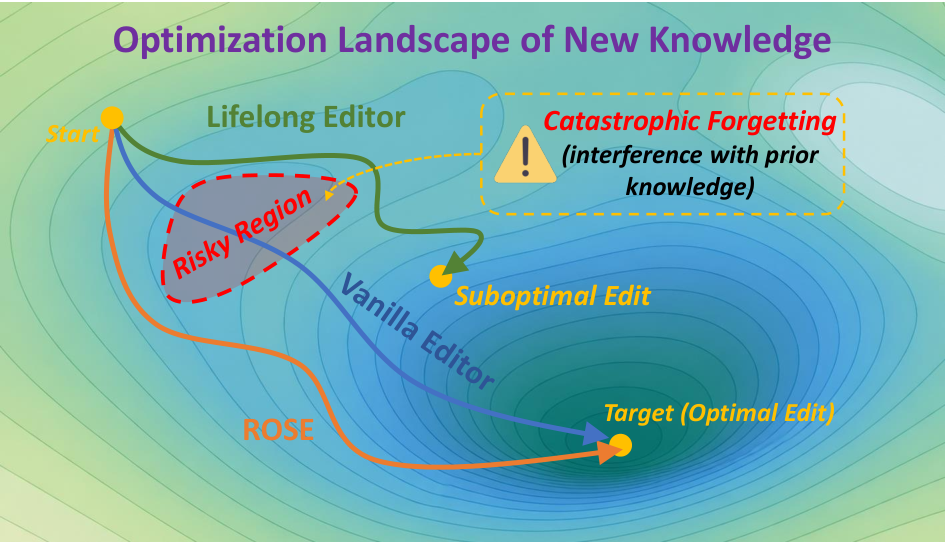 Optimization Landscape of New Knowledge
Start
Lifelong Editor
Catastrophic Forgetting
(interference with prior
knowledge)
Risky Region
Suboptimal Edit
Vanilla Editor
Target (Optimal Edit)
ROSE